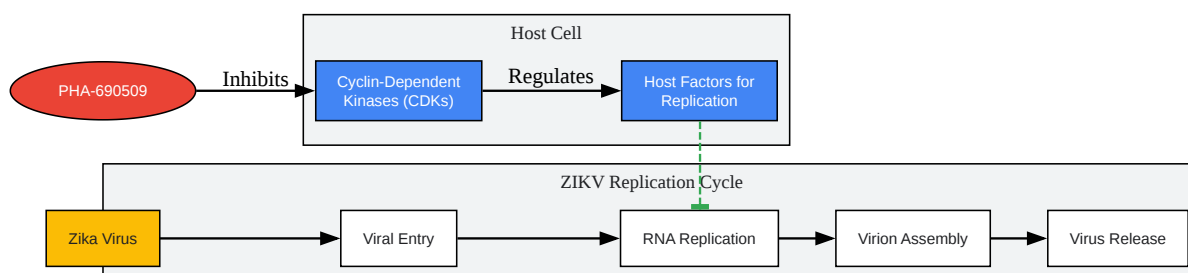 Host Cell
PHA-690509
Inhibits
Cyclin-Dependent
Kinases (CDKs)
Regulates
Host Factors for
Replication
ZIKV Replication Cycle
Zika Virus
Viral Entry
RNA Replication
Virion Assembly
Virus Release